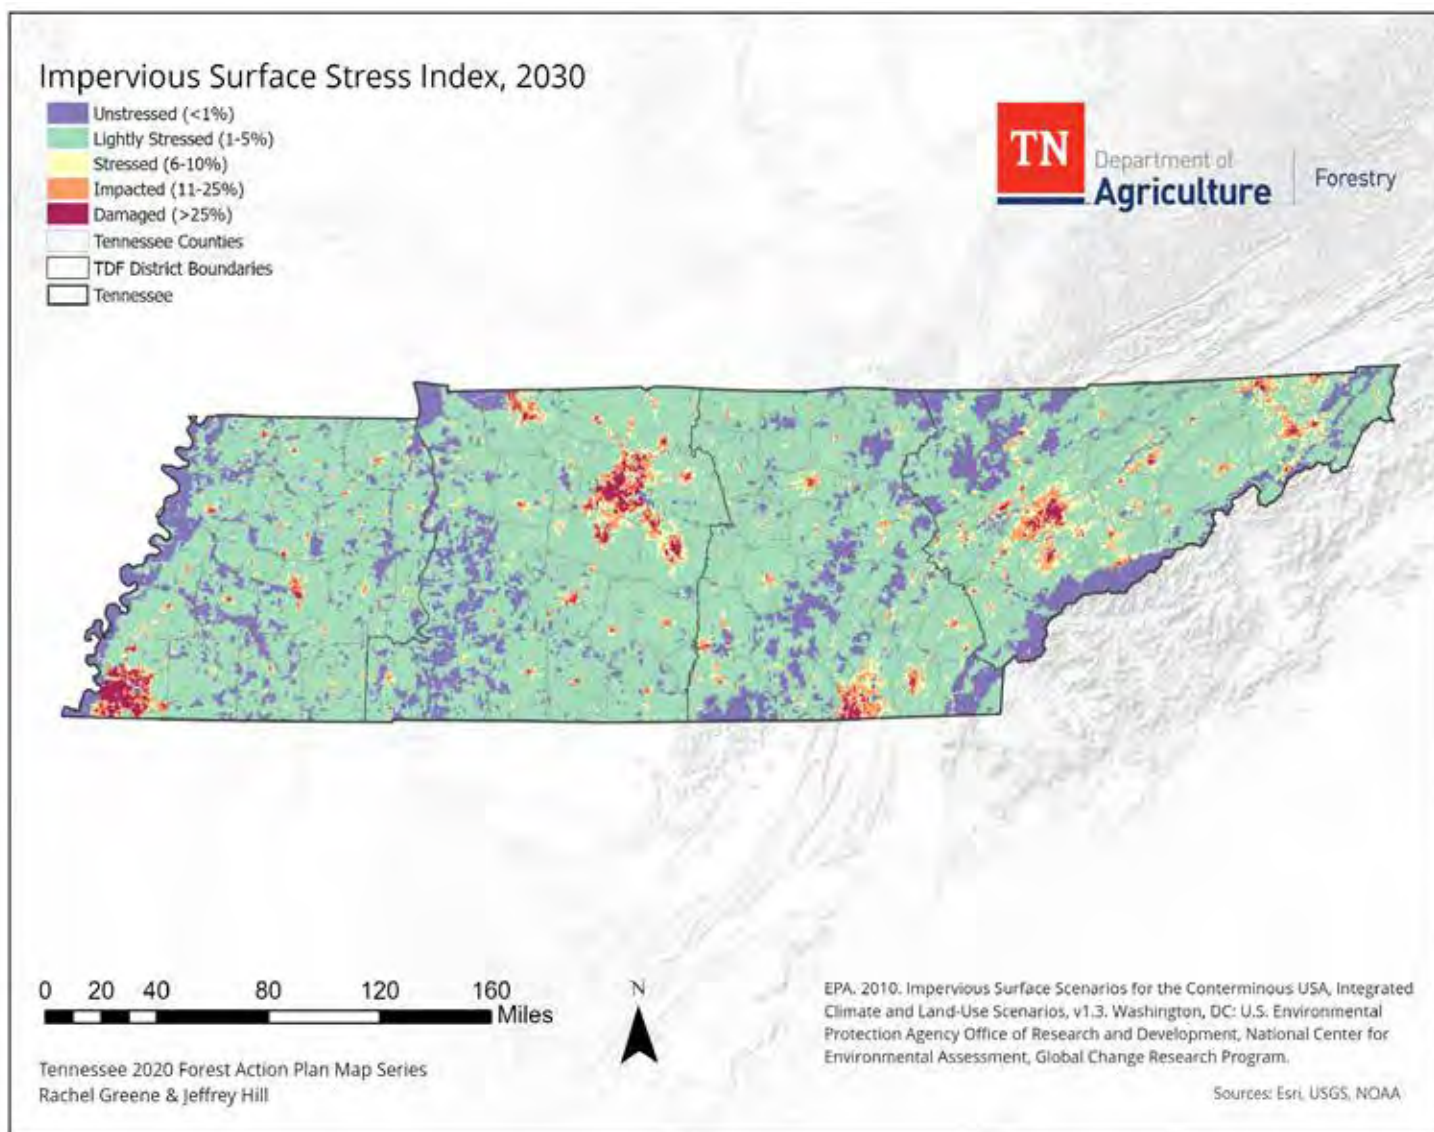 Impervious Surface Stress Index, 2030
Unstressed (<1%)
Lightly Stressed (1-5%)
Stressed (6-10%)
Impacted (11-25%)
Damaged (>25%)
Tennessee Counties
TDF District Boundaries
Tennessee
TN
Department of
Agriculture
Forestry
0 20 40 80 120 160
Miles
N
EPA. 2010. Impervious Surface Scenarios for the Conterminous USA, Integrated
Climate and Land-Use Scenarios, v1.3. Washington, DC: U.S. Environmental
Protection Agency Office of Research and Development, National Center for
Environmental Assessment, Global Change Research Program.
Tennessee 2020 Forest Action Plan Map Series
Rachel Greene & Jeffrey Hill
Sources: Esri, USGS, NOAA